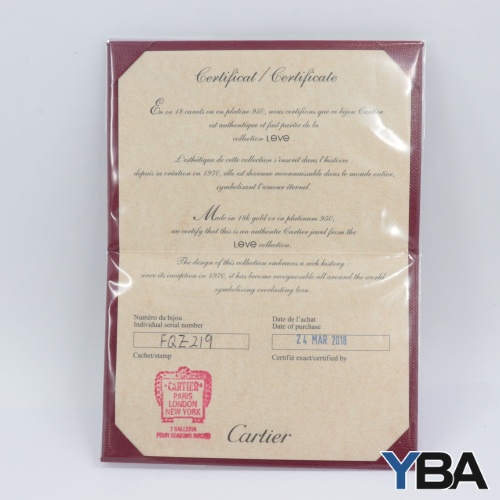 Certificat / Certificate
En or 18 carats ou en platine 950, nous certifions que ce bijou Cartier
est authentique et fait partie de la
collection LOVE
L'esthétique de cette collection s'inscrit dans l'histoire :
depuis sa création en 1970, elle est devenue reconnaissable dans le monde entier,
symbolisant l'amour éternel.
Made in 18k gold or in platinum 950,
we certify that this is an authentic Cartier jewel from the
LOVE collection.
The design of this collection embraces a rich history :
since its inception in 1970, it has become recognizable all around the world
symbolising everlasting love.
Numéro du bijou
Individual serial number
FQZ219
Date de l'achat
Date of purchase
24 MAR 2018
Cachet/stamp
Certifié exact/certified by
CARTIER
PARIS
LONDON
NEW YORK
T GALLERIA
Cartier
YBA